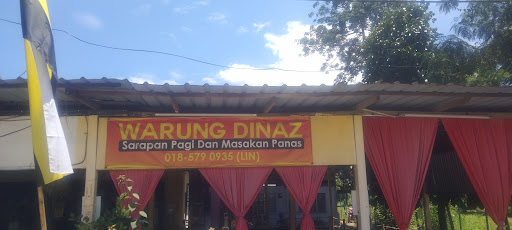 WARUNG DINAZ
Sarapan Pagi Dan Masakan Panas
018-579 0935 (LIN)